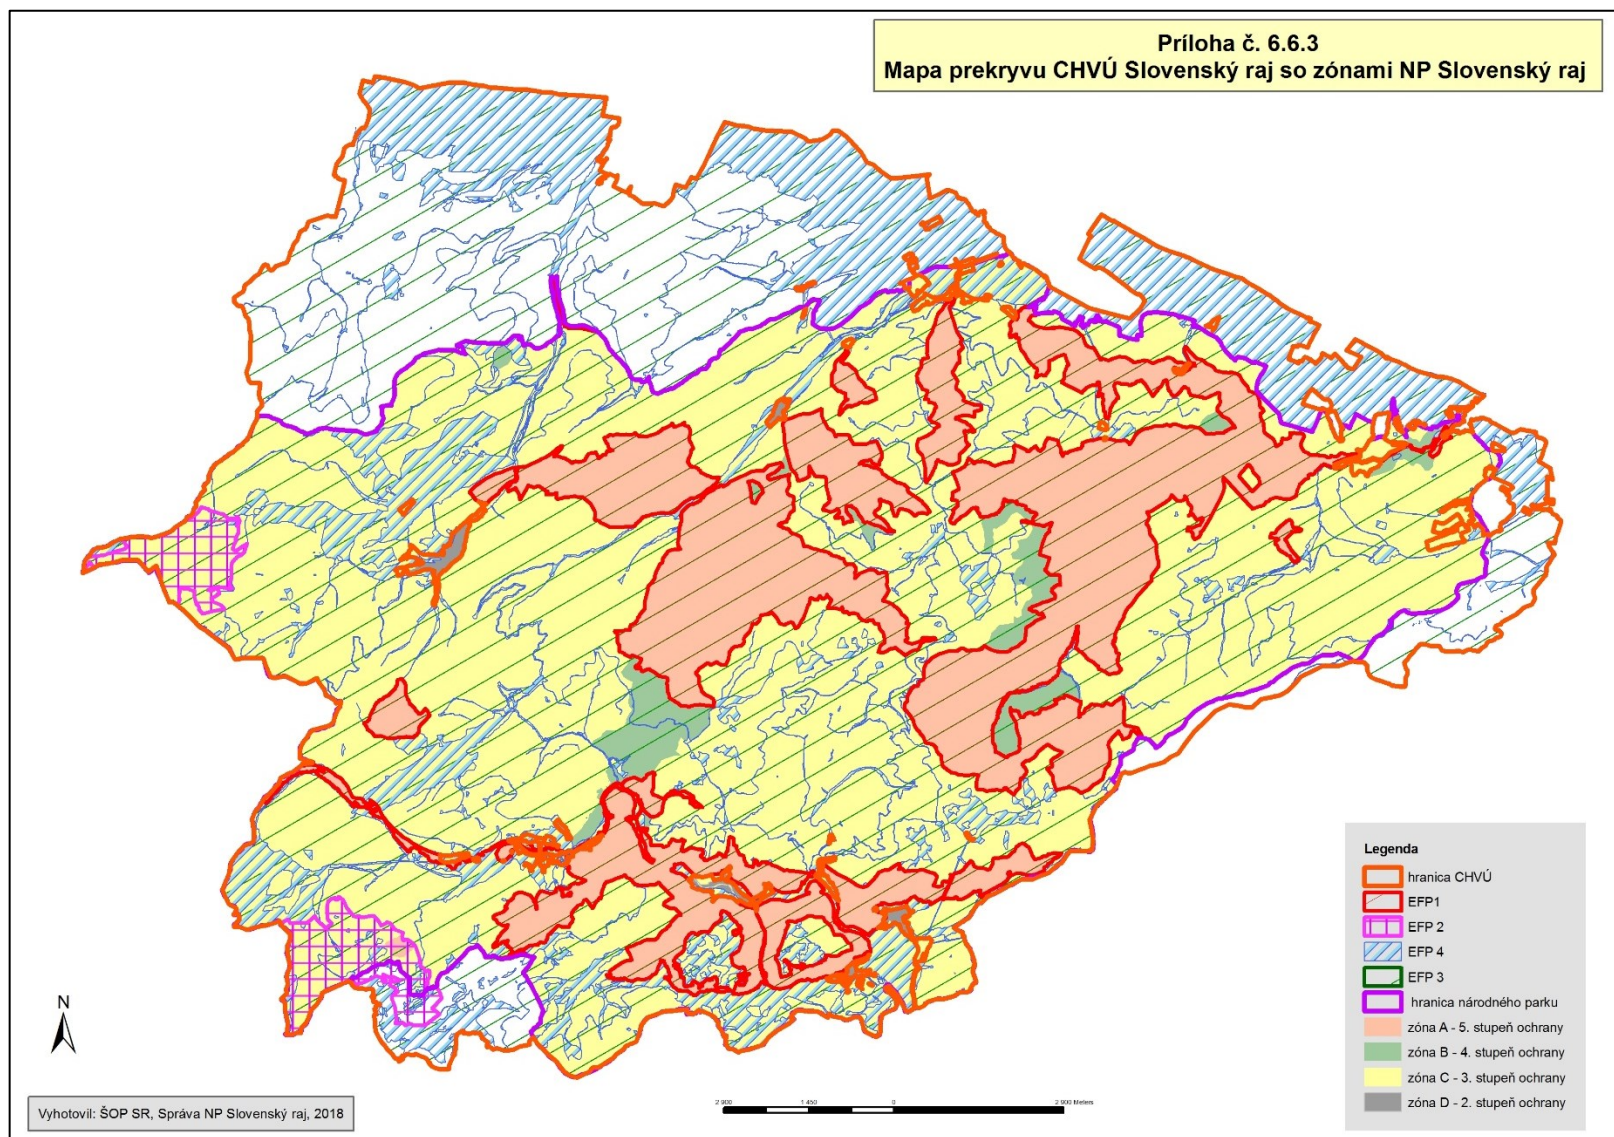 Príloha č. 6.6.3
Mapa prekryvu CHVÚ Slovenský raj so zónami NP Slovenský raj
Legenda
hranica CHVÚ
EFP1
EFP 2
EFP 4
EFP 3
hranica národného parku
zóna A - 5. stupeň ochrany
zóna B - 4. stupeň ochrany
zóna C - 3. stupeň ochrany
zóna D - 2. stupeň ochrany
N
Vyhotovil: ŠOP SR, Správa NP Slovenský raj, 2018
2 900 1 450 0 2 900 Meters